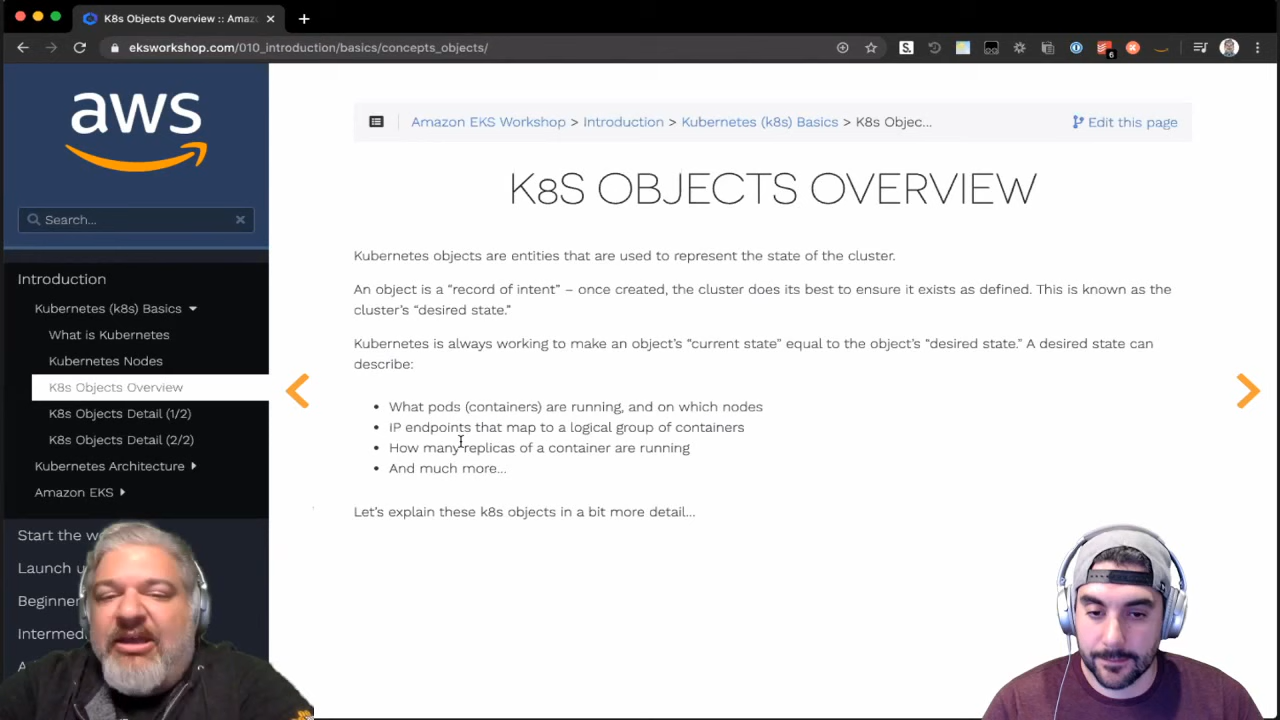 K8s Objects Overview :: Amaz
eksworkshop.com/010_introduction/basics/concepts_objects/
6
aws
Search...
Introduction
Kubernetes (k8s) Basics
What is Kubernetes
Kubernetes Nodes
K8s Objects Overview
K8s Objects Detail (1/2)
K8s Objects Detail (2/2)
Kubernetes Architecture
Amazon EKS
Start the w
Launch u
Beginner
Intermed
Amazon EKS Workshop > Introduction > Kubernetes (k8s) Basics > K8s Objec...
Edit this page
K8S OBJECTS OVERVIEW
Kubernetes objects are entities that are used to represent the state of the cluster.
An object is a “record of intent” – once created, the cluster does its best to ensure it exists as defined. This is known as the
cluster’s “desired state.”
Kubernetes is always working to make an object’s “current state” equal to the object’s “desired state.” A desired state can
describe:
• What pods (containers) are running, and on which nodes
• IP endpoints that map to a logical group of containers
• How many replicas of a container are running
• And much more...
Let’s explain these k8s objects in a bit more detail...